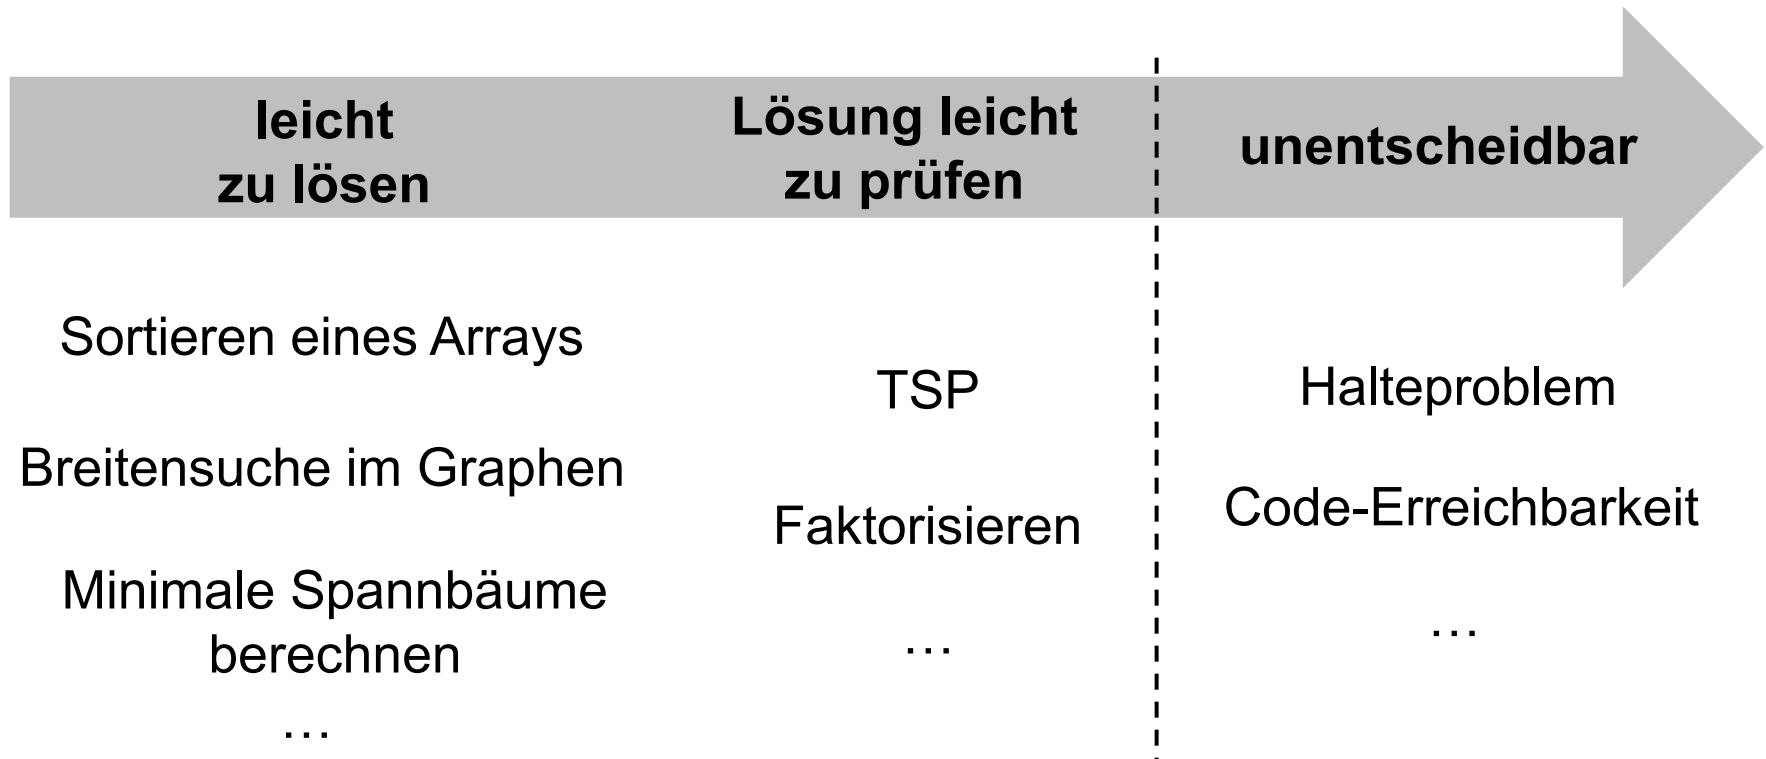 leicht
zu lösen
Lösung leicht
zu prüfen
unentscheidbar
Sortieren eines Arrays
Breitensuche im Graphen
Minimale Spannbäume
berechnen
…
TSP
Faktorisieren
…
Halteproblem
Code-Erreichbarkeit
…